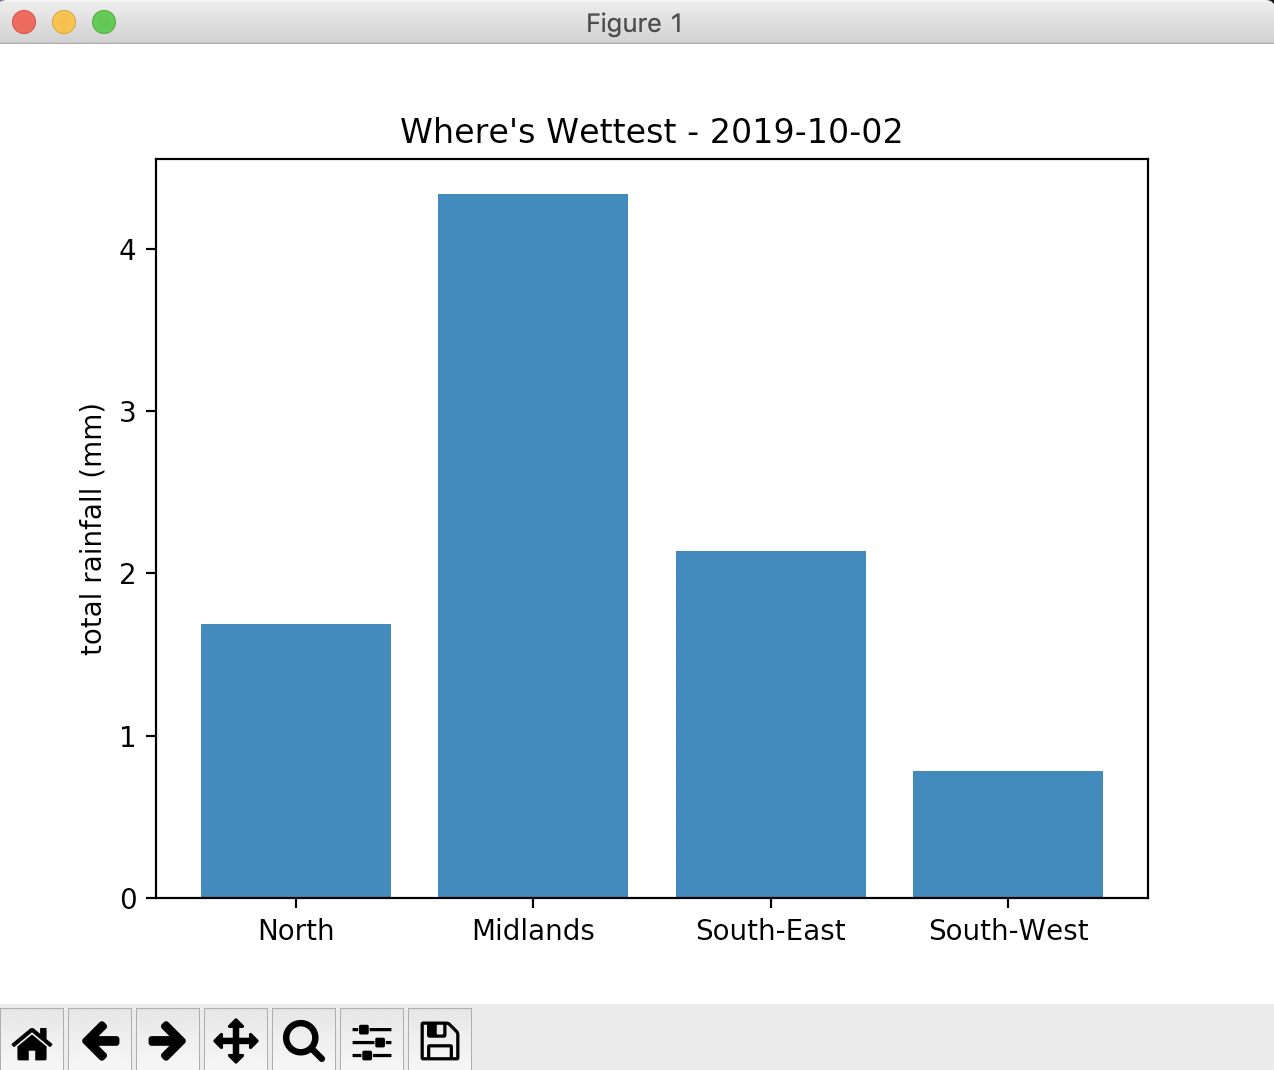 Figure 1
Where's Wettest - 2019-10-02
total rainfall (mm)
4
3
2
1
0
North Midlands South-East South-West